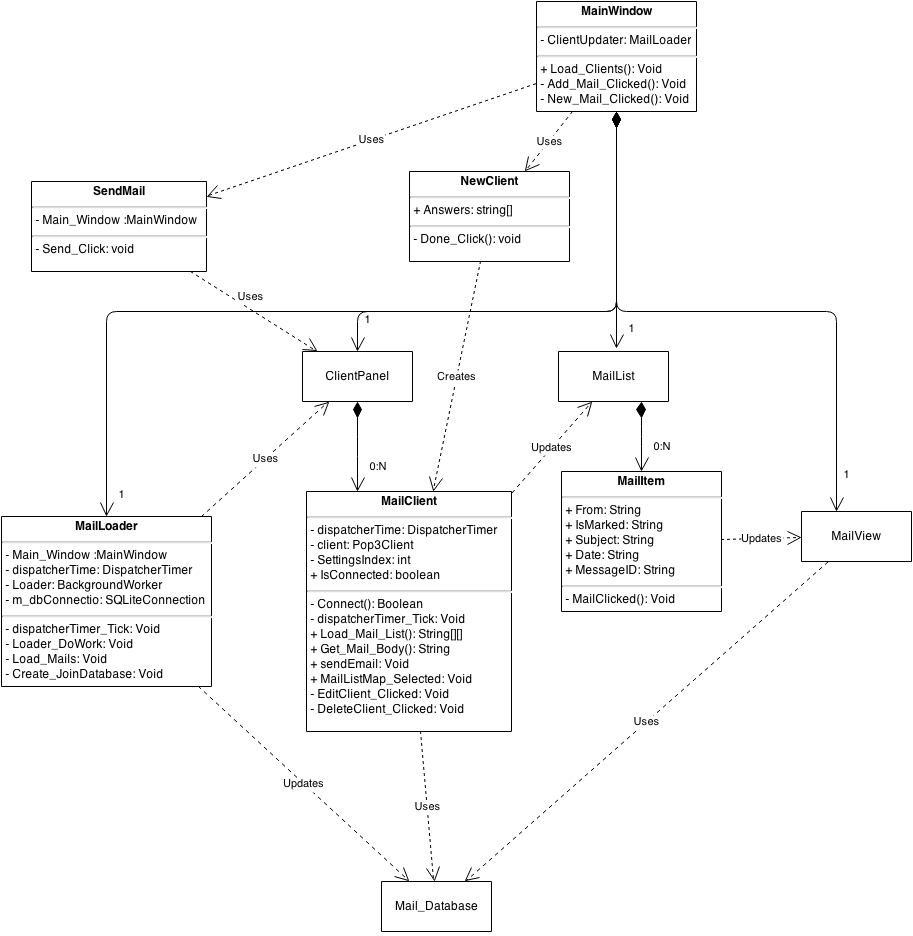 MainWindow
- ClientUpdater: MailLoader
+ Load_Clients(): Void
- Add_Mail_Clicked(): Void
- New_Mail_Clicked(): Void
Uses
Uses
SendMail
- Main_Window :MainWindow
- Send_Click: void
NewClient
+ Answers: string[]
- Done_Click(): void
Uses
1
1
ClientPanel
Creates
MailList
Uses
Updates
0:N
0:N
1
1
MailLoader
- Main_Window :MainWindow
- dispatcherTime: DispatcherTimer
- Loader: BackgroundWorker
- m_dbConnectio: SQLiteConnection
- dispatcherTimer_Tick: Void
- Loader_DoWork: Void
- Load_Mails: Void
- Create_JoinDatabase: Void
MailClient
- dispatcherTime: DispatcherTimer
- client: Pop3Client
- SettingsIndex: int
+ IsConnected: boolean
- Connect(): Boolean
- dispatcherTimer_Tick: Void
+ Load_Mail_List(): String[][]
+ Get_Mail_Body(): String
+ sendEmail: Void
+ MailListMap_Selected: Void
- EditClient_Clicked: Void
- DeleteClient_Clicked: Void
MailItem
+ From: String
+ IsMarked: String
+ Subject: String
+ Date: String
+ MessageID: String
- MailClicked(): Void
Updates
MailView
Uses
Updates
Uses
Mail_Database